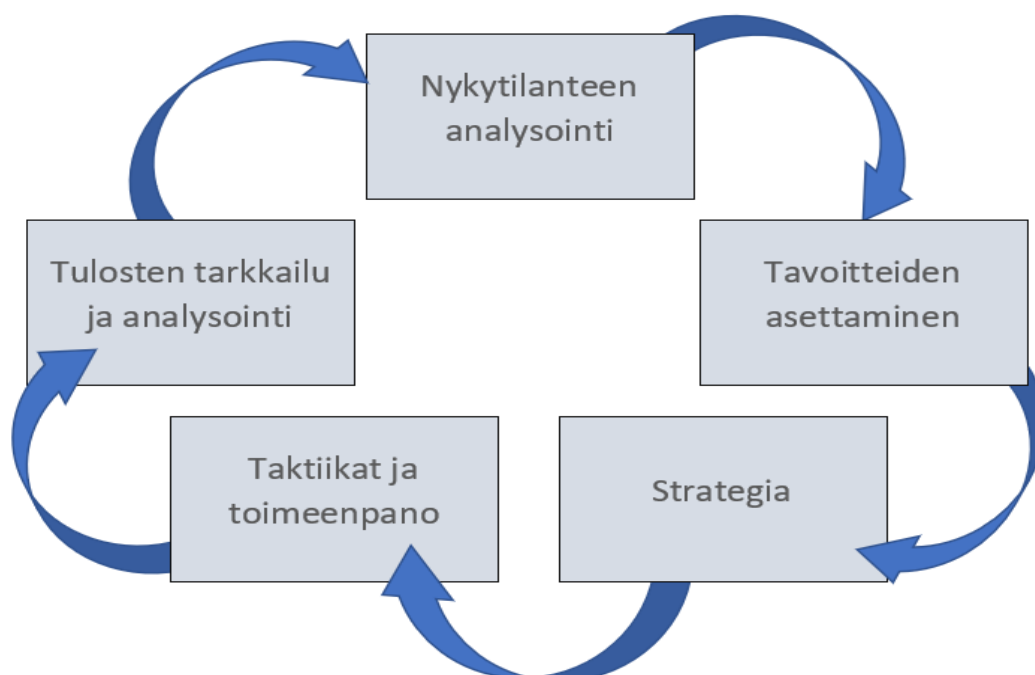 Nykytilanteen
analysointi
Tavoitteiden
asettaminen
Strategia
Taktiikat ja
toimeenpano
Tulosten tarkkailu
ja analysointi